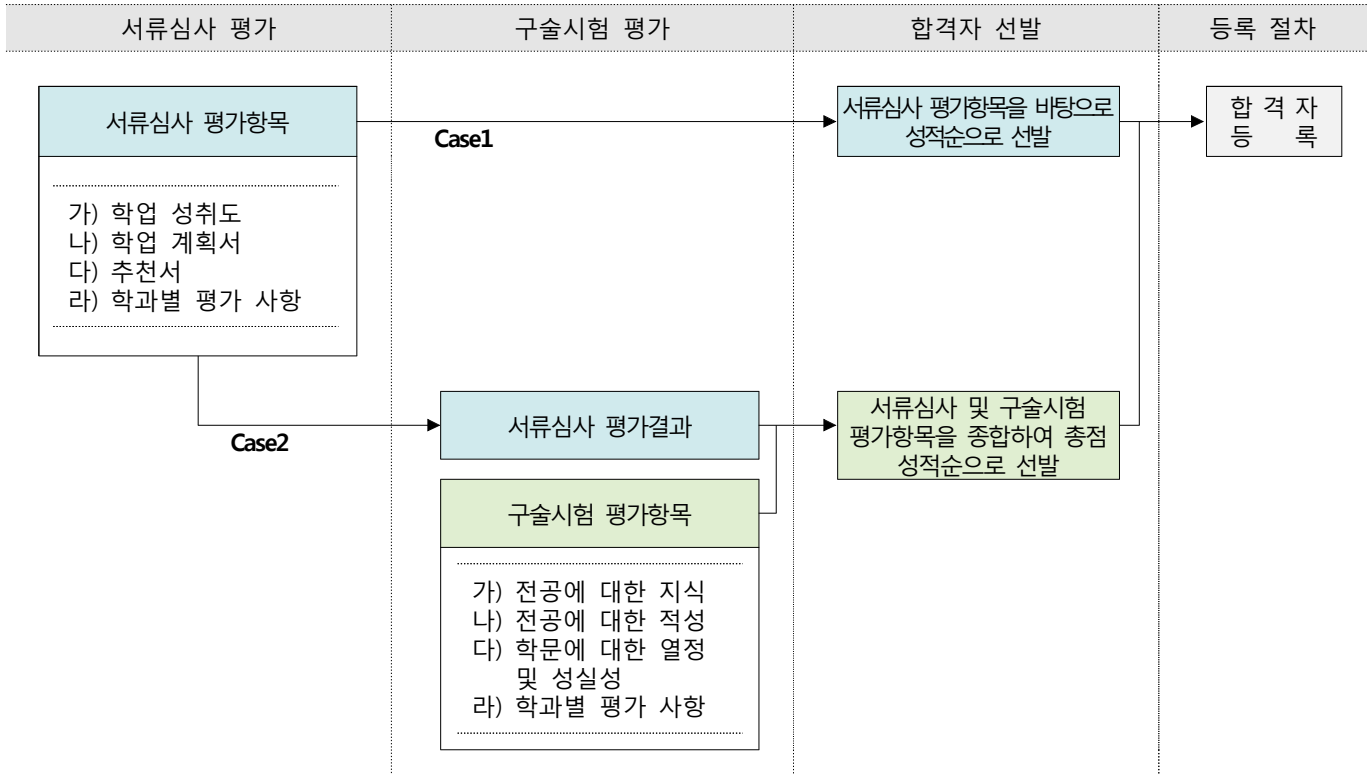 서류심사 평가
구술시험 평가
합격자 선발
등록 절차
서류심사 평가항목
가) 학업 성취도
나) 학업 계획서
다) 추천서
라) 학과별 평가 사항
Case1
서류심사 평가항목을 바탕으로
성적순으로 선발
합 격 자
등 록
Case2
서류심사 평가결과
구술시험 평가항목
가) 전공에 대한 지식
나) 전공에 대한 적성
다) 학문에 대한 열정
및 성실성
라) 학과별 평가 사항
서류심사 및 구술시험
평가항목을 종합하여 총점
성적순으로 선발